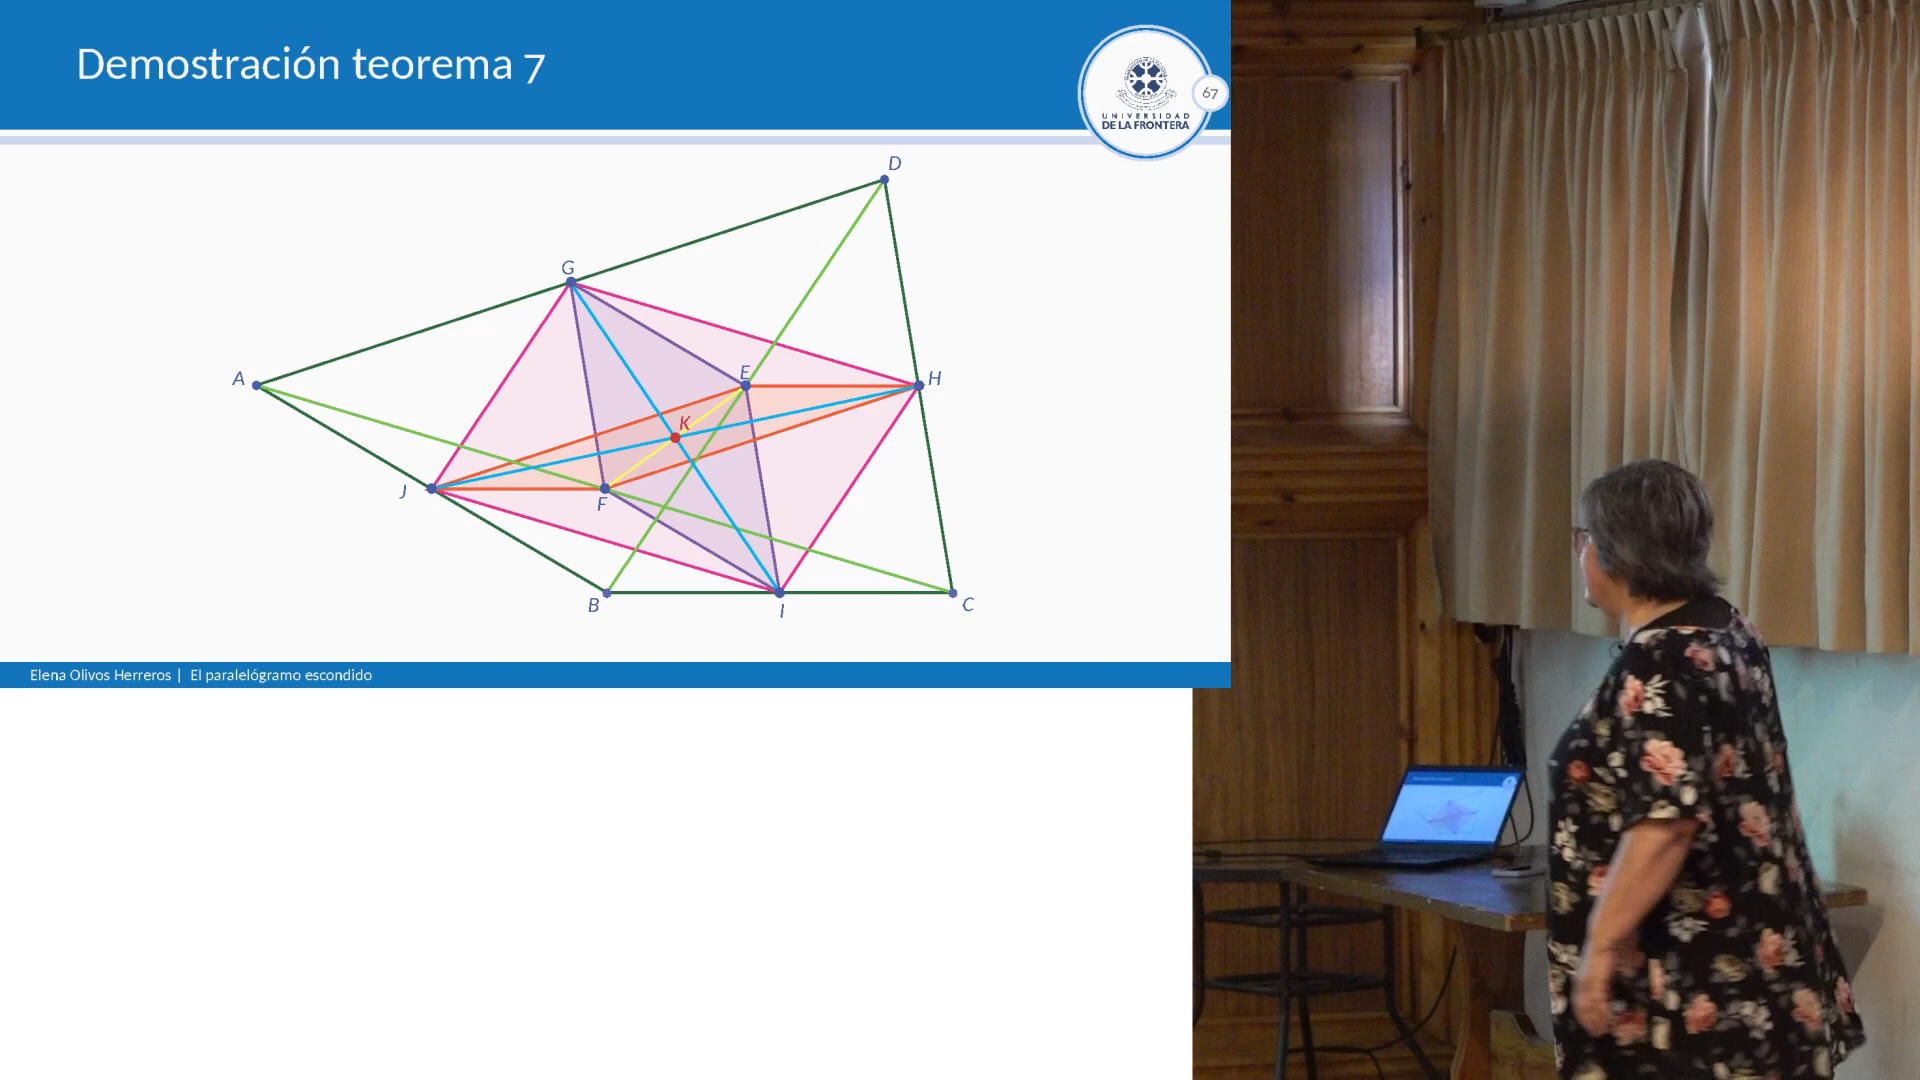 Demostración teorema 7
67
UNIVERSIDAD
DE LA FRONTERA
D
G
A
E
H
K
J
F
B
I
C
Elena Olivos Herreros | El paralelógramo escondido